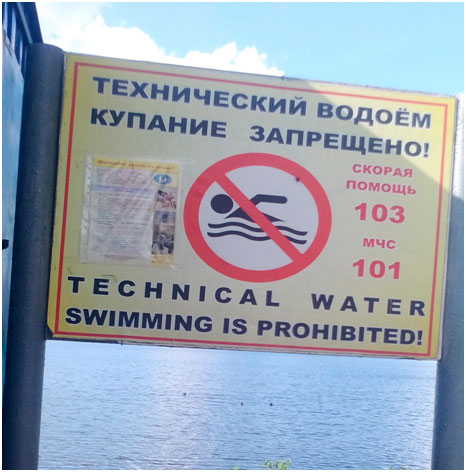 ТЕХНИЧЕСКИЙ ВОДОЁМ
КУПАНИЕ ЗАПРЕЩЕНО!
СКОРАЯ
ПОМОЩЬ
103
МЧС
101
TECHNICAL WATER
SWIMMING IS PROHIBITED!